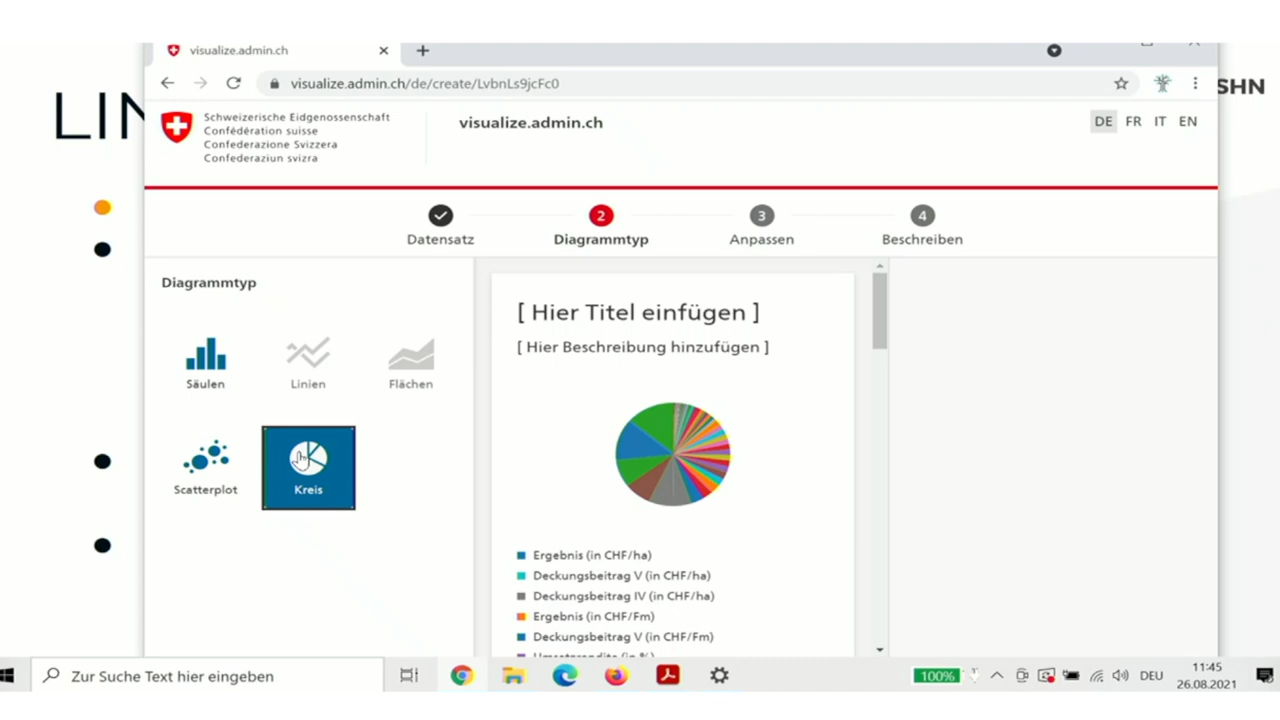 visualize.admin.ch
visualize.admin.ch/de/create/LvbnLs9jcFc0
LIN
SHN
Schweizerische Eidgenossenschaft
Confédération suisse
Confederazione Svizzera
Confederaziun svizra
visualize.admin.ch
DE FR IT EN
2 3 4
Datensatz Diagrammtyp Anpassen Beschreiben
Diagrammtyp
Säulen Linien Flächen
Scatterplot Kreis
[ Hier Titel einfügen ]
[ Hier Beschreibung hinzufügen ]
Ergebnis (in CHF/ha)
Deckungsbeitrag V (in CHF/ha)
Deckungsbeitrag IV (in CHF/ha)
Ergebnis (in CHF/Fm)
Deckungsbeitrag V (in CHF/Fm)
Umsatzrendite (in %)
Zur Suche Text hier eingeben
100% DEU
11:45
26.08.2021